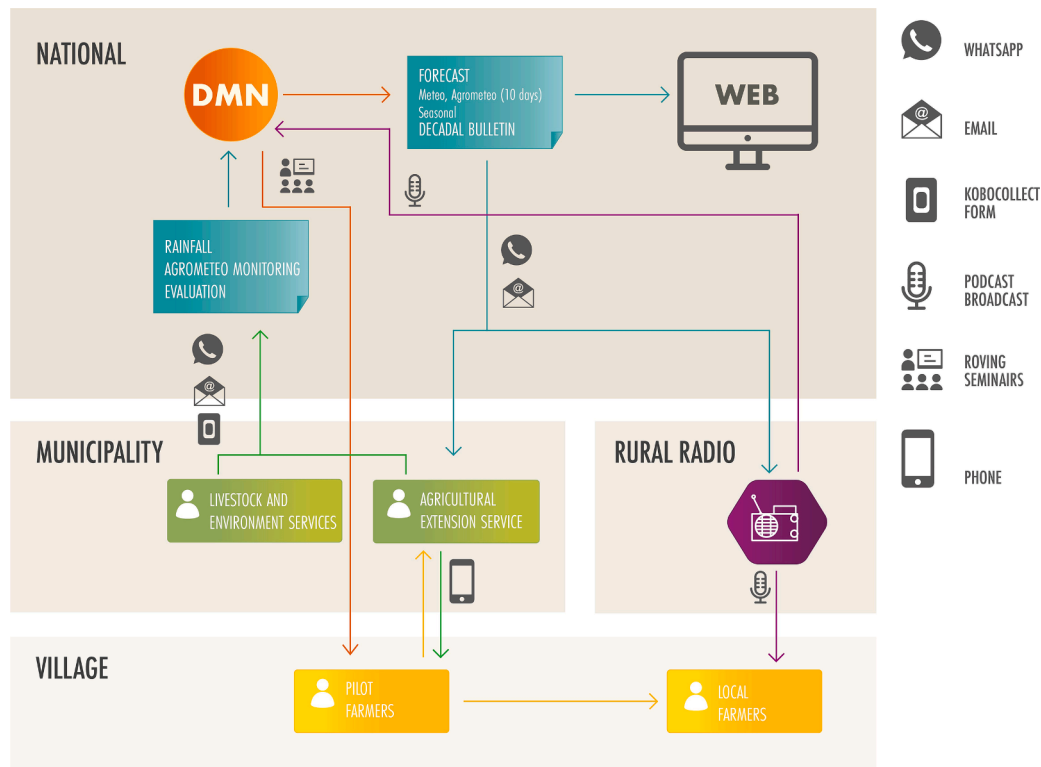 NATIONAL
DMN
FORECAST
Meteo, Agrometeo (10 days)
Seasonal
DECADAL BULLETIN
WEB
RAINFALL
AGROMETEO MONITORING
EVALUATION
@
@
MUNICIPALITY
LIVESTOCK AND
ENVIRONMENT SERVICES
AGRICULTURAL
EXTENSION SERVICE
RURAL RADIO
VILLAGE
PILOT
FARMERS
LOCAL
FARMERS
WHATSAPP
@
EMAIL
KOBOCOLLECT
FORM
PODCAST
BROADCAST
ROVING
SEMINAIRS
PHONE